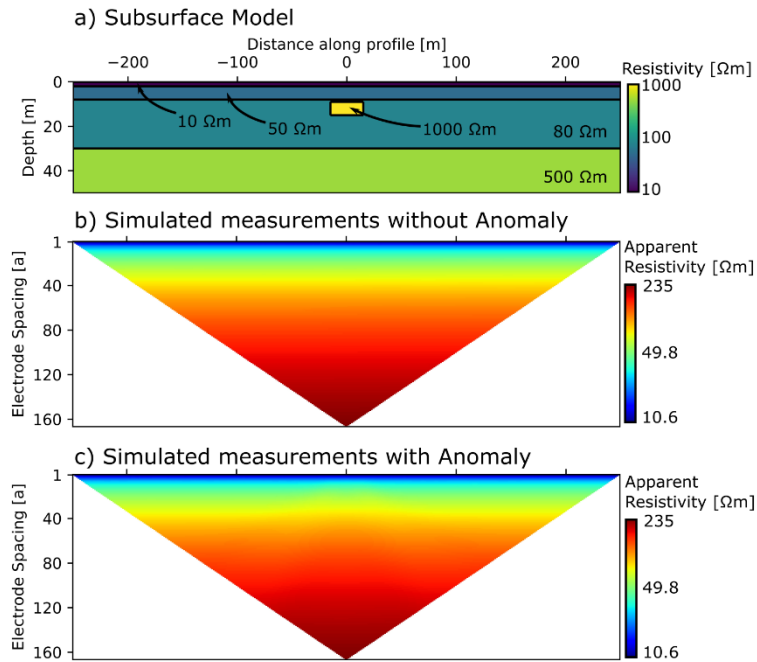 a) Subsurface Model
Distance along profile [m]
−200 −100 0 100 200
Resistivity [Ωm]
Depth [m]
0
20
40
10 Ωm
50 Ωm
1000 Ωm
80 Ωm
500 Ωm
1000
100
10
b) Simulated measurements without Anomaly
Electrode Spacing [a]
1
40
80
120
160
Apparent
Resistivity [Ωm]
235
49.8
10.6
c) Simulated measurements with Anomaly
Electrode Spacing [a]
1
40
80
120
160
Apparent
Resistivity [Ωm]
235
49.8
10.6